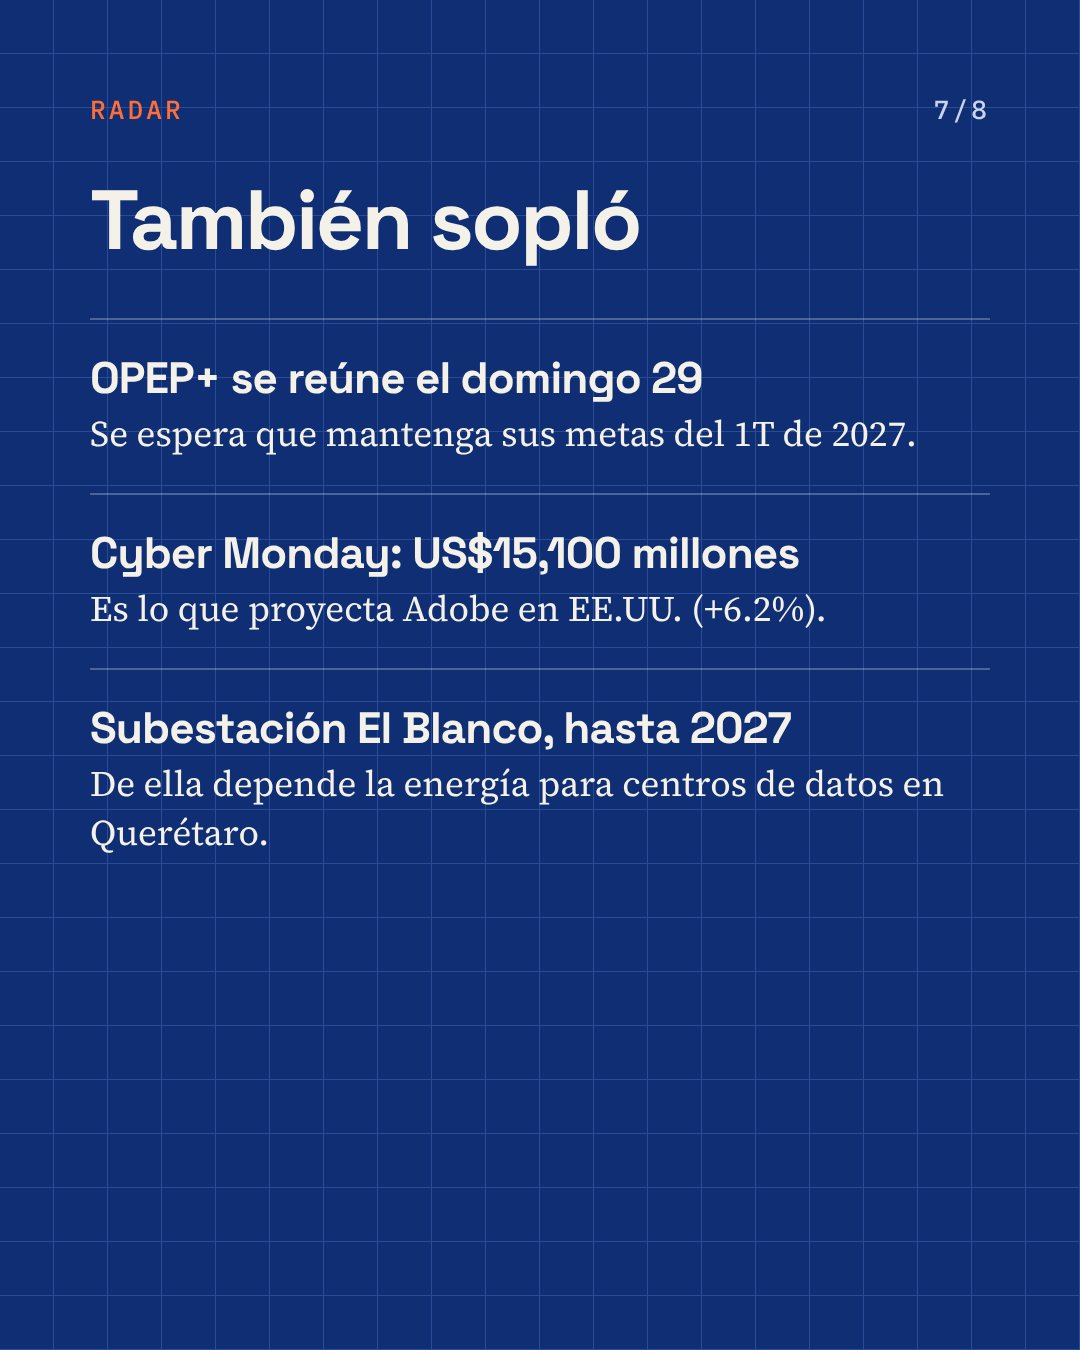 RADAR
7/8
También sopló
OPEP+ se reúne el domingo 29
Se espera que mantenga sus metas del 1T de 2027.
Cyber Monday: US$15,100 millones
Es lo que proyecta Adobe en EE.UU. (+6.2%).
Subestación El Blanco, hasta 2027
De ella depende la energía para centros de datos en
Querétaro.